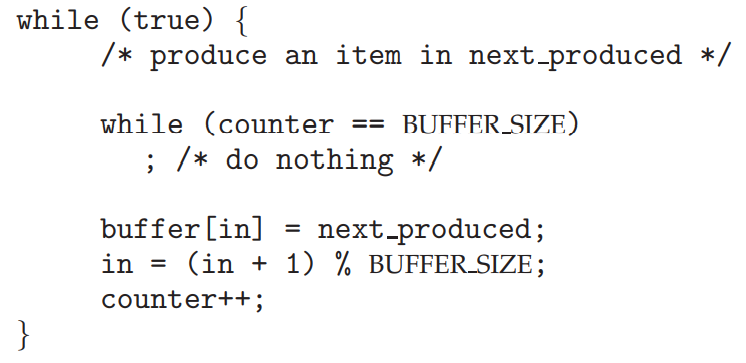 while (true) {
/* produce an item in next_produced */
while (counter == BUFFER_SIZE)
; /* do nothing */
buffer[in] = next_produced;
in = (in + 1) % BUFFER_SIZE;
counter++;
}